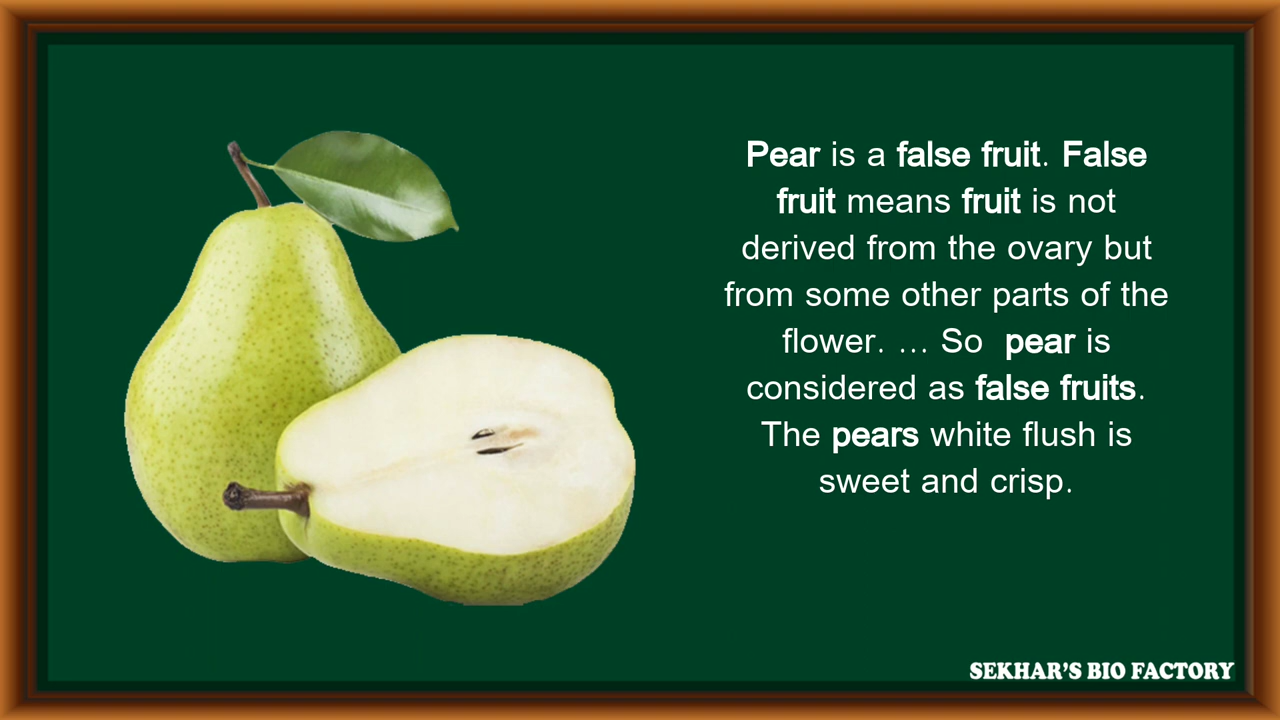 Pear is a false fruit. False
fruit means fruit is not
derived from the ovary but
from some other parts of the
flower. ... So  pear is
considered as false fruits.
The pears white flush is
sweet and crisp.
SEKHAR'S BIO FACTORY